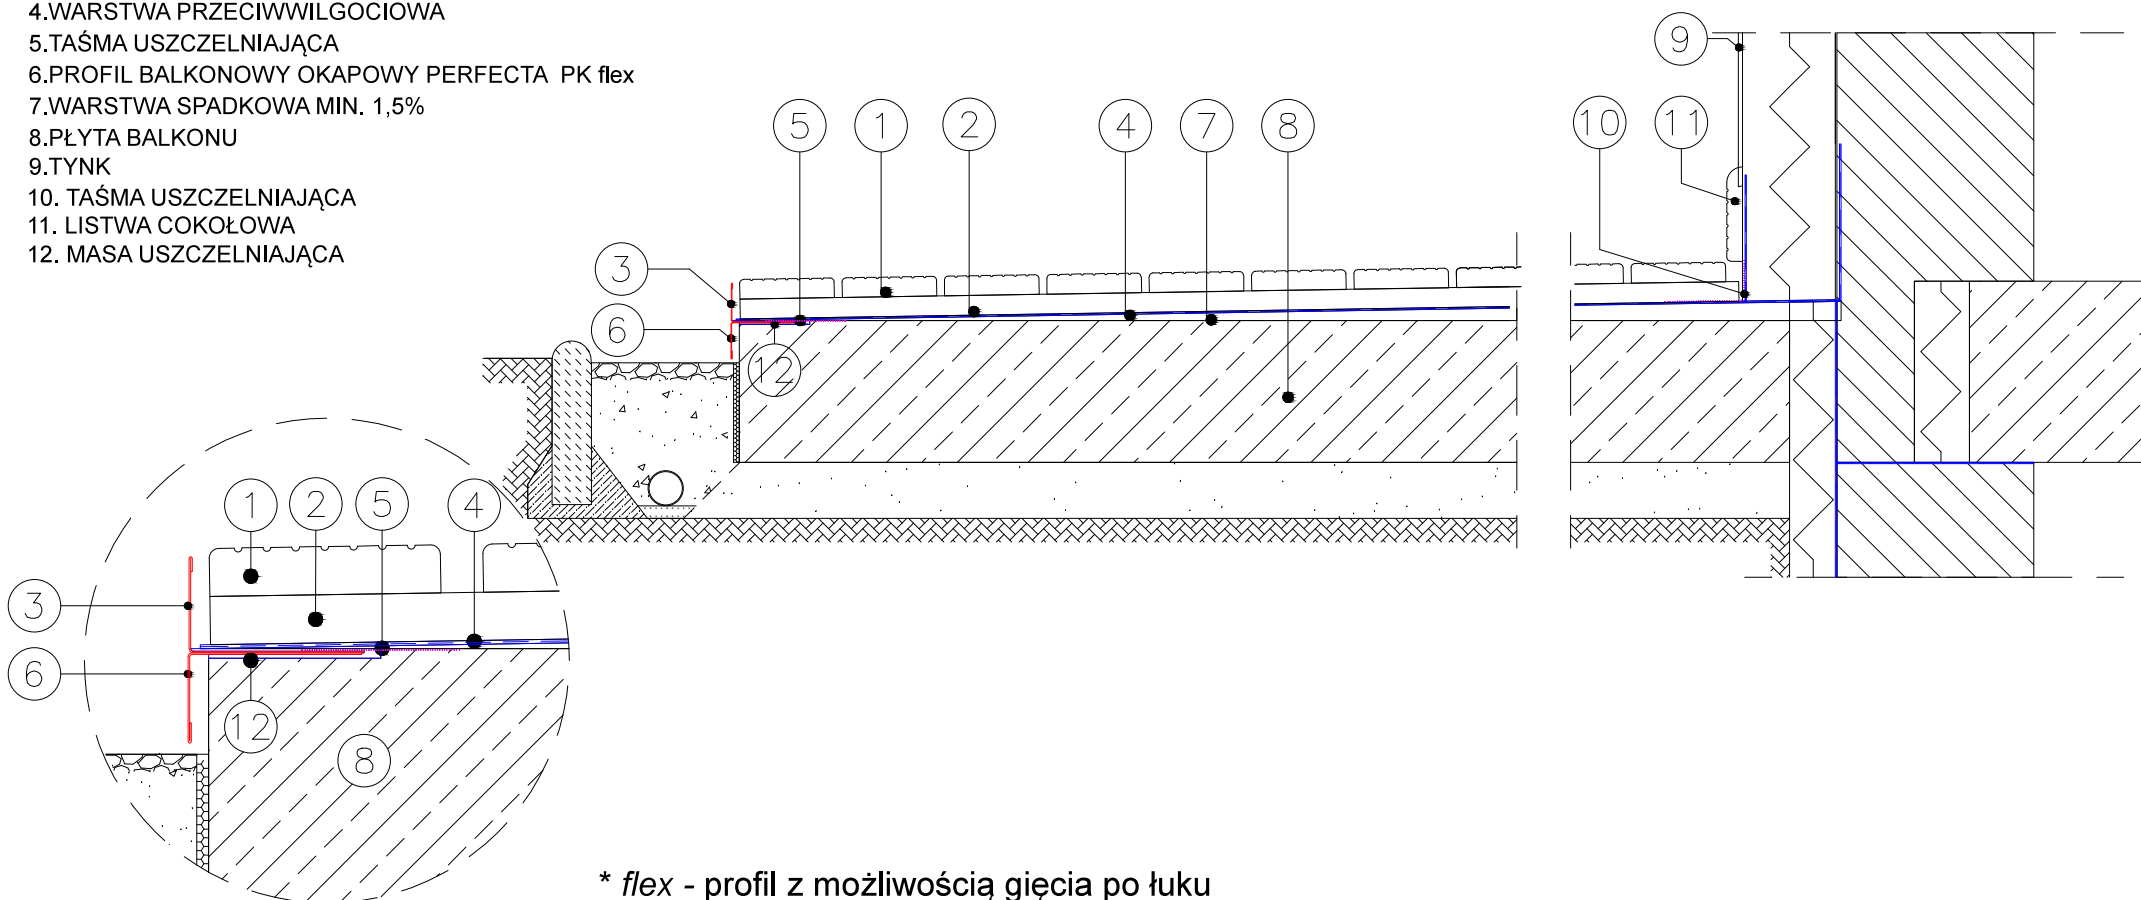 4.WARSTWA PRZECIWWILGOCIOWA
5.TAŚMA USZCZELNIAJĄCA
6.PROFIL BALKONOWY OKAPOWY PERFECTA PK flex
7.WARSTWA SPADKOWA MIN. 1,5%
8.PŁYTA BALKONU
9.TYNK
10. TAŚMA USZCZELNIAJĄCA
11. LISTWA COKOŁOWA
12. MASA USZCZELNIAJĄCA
9
5 1 2 4 7 8 10 11
3
6
12
1 2 5 4
3
6
12
8
* flex - profil z możliwością gięcia po łuku